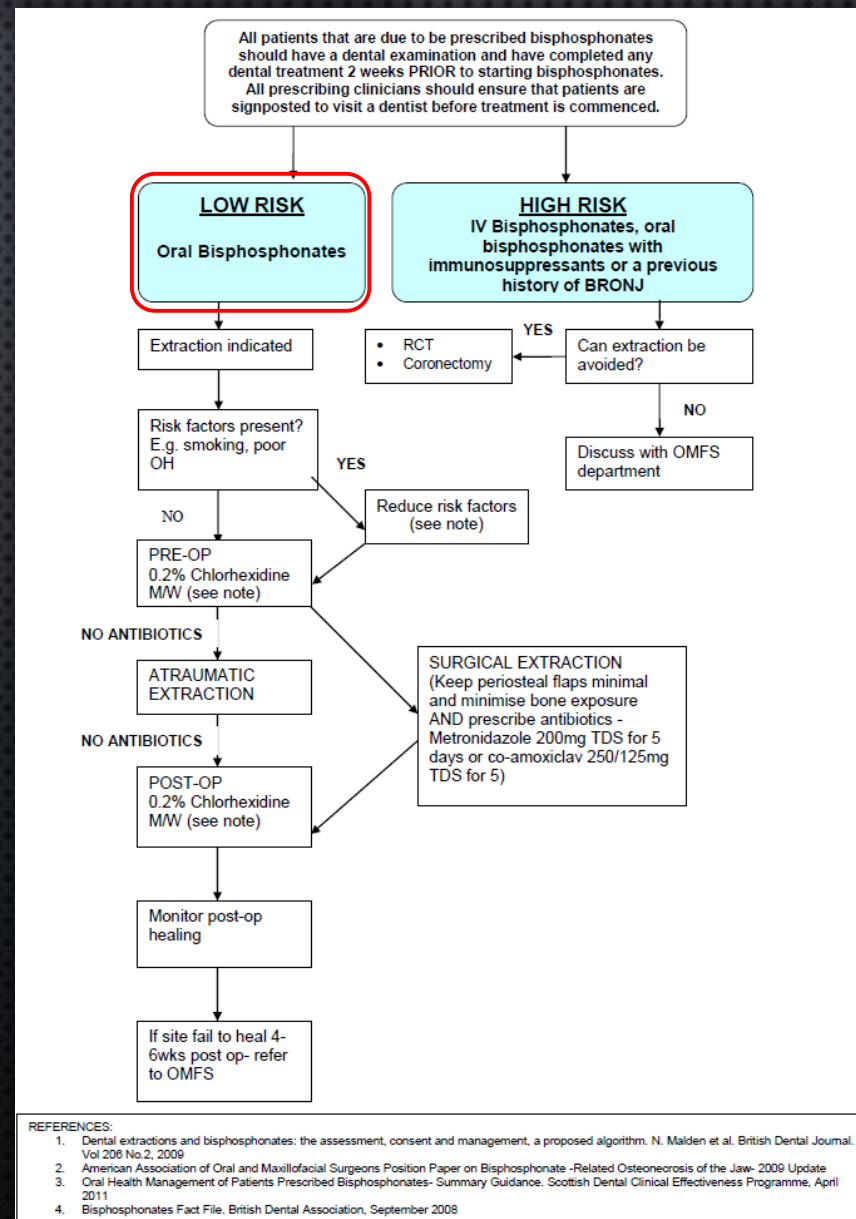 All patients that are due to be prescribed bisphosphonates
should have a dental examination and have completed any
dental treatment 2 weeks PRIOR to starting bisphosphonates.
All prescribing clinicians should ensure that patients are
signposted to visit a dentist before treatment is commenced.
LOW RISK
Oral Bisphosphonates
HIGH RISK
IV Bisphosphonates, oral
bisphosphonates with
immunosuppressants or a previous
history of BRONJ
Extraction indicated
• RCT
• Coronectomy
YES
Can extraction be
avoided?
NO
Discuss with OMFS
department
Risk factors present?
E.g. smoking, poor
OH
YES
Reduce risk factors
(see note)
NO
PRE-OP
0.2% Chlorhexidine
M/W (see note)
NO ANTIBIOTICS
ATRAUMATIC
EXTRACTION
SURGICAL EXTRACTION
(Keep periosteal flaps minimal
and minimise bone exposure
AND prescribe antibiotics -
Metronidazole 200mg TDS for 5
days or co-amoxiclav 250/125mg
TDS for 5)
NO ANTIBIOTICS
POST-OP
0.2% Chlorhexidine
M/W (see note)
Monitor post-op
healing
If site fail to heal 4-
6wks post op- refer
to OMFS
REFERENCES:
1. Dental extractions and bisphosphonates: the assessment, consent and management, a proposed algorithm. N. Malden et al. British Dental Journal.
Vol 206 No.2, 2009
2. American Association of Oral and Maxillofacial Surgeons Position Paper on Bisphosphonate -Related Osteonecrosis of the Jaw- 2009 Update
3. Oral Health Management of Patients Prescribed Bisphosphonates- Summary Guidance. Scottish Dental Clinical Effectiveness Programme, April
2011
4. Bisphosphonates Fact File. British Dental Association, September 2008